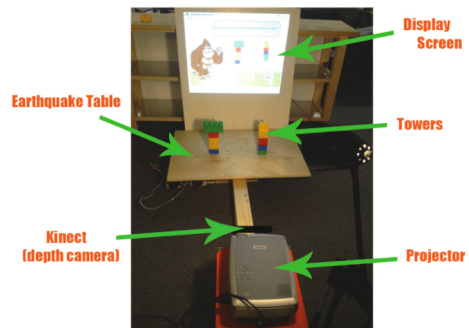 Display
Screen
Earthquake Table
Towers
Kinect
(depth camera)
Projector